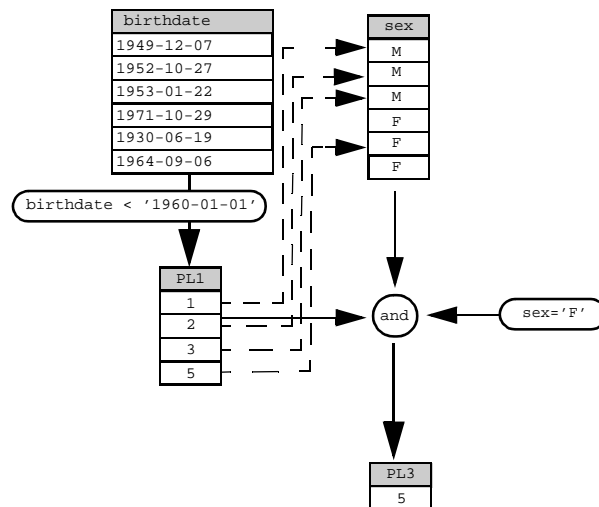 birthdate
1949-12-07
1952-10-27
1953-01-22
1971-10-29
1930-06-19
1964-09-06
sex
M
M
M
F
F
F
birthdate < '1960-01-01'
PL1
1
2
3
5
and
sex='F'
PL3
5